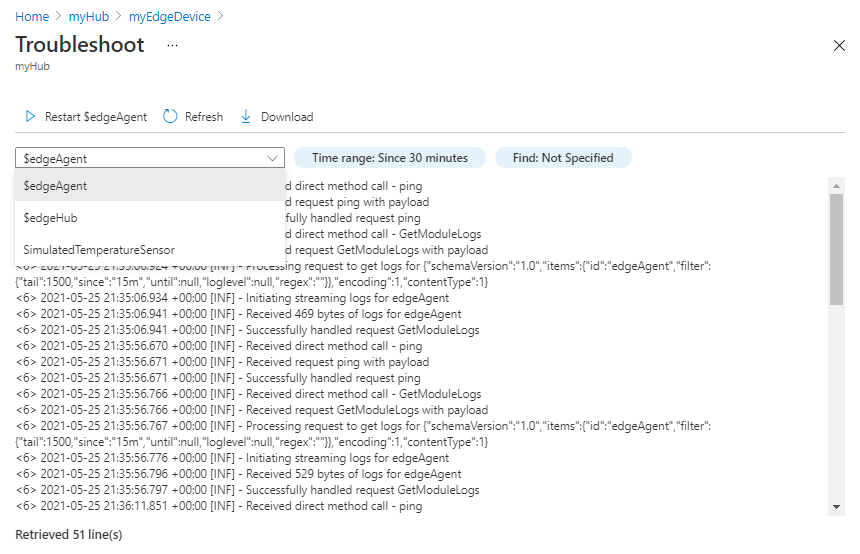 Home > myHub > myEdgeDevice >
Troubleshoot ...
myHub
Restart $edgeAgent Refresh Download
$edgeAgent Time range: Since 30 minutes Find: Not Specified
$edgeAgent
$edgeHub
SimulatedTemperatureSensor
d direct method call - ping
d request ping with payload
fully handled request ping
d direct method call - GetModuleLogs
d request GetModuleLogs with payload
<6> 2021-05-25 21:35:06.924 +00:00 [INF] - Processing request to get logs for {"schemaVersion":"1.0","items":{"id":"edgeAgent","filter":
{"tail":1500,"since":"15m","until":null,"loglevel":null,"regex":""}},"encoding":1,"contentType":1}
<6> 2021-05-25 21:35:06.934 +00:00 [INF] - Initiating streaming logs for edgeAgent
<6> 2021-05-25 21:35:06.941 +00:00 [INF] - Received 469 bytes of logs for edgeAgent
<6> 2021-05-25 21:35:06.941 +00:00 [INF] - Successfully handled request GetModuleLogs
<6> 2021-05-25 21:35:56.670 +00:00 [INF] - Received direct method call - ping
<6> 2021-05-25 21:35:56.671 +00:00 [INF] - Received request ping with payload
<6> 2021-05-25 21:35:56.671 +00:00 [INF] - Successfully handled request ping
<6> 2021-05-25 21:35:56.766 +00:00 [INF] - Received direct method call - GetModuleLogs
<6> 2021-05-25 21:35:56.766 +00:00 [INF] - Received request GetModuleLogs with payload
<6> 2021-05-25 21:35:56.767 +00:00 [INF] - Processing request to get logs for {"schemaVersion":"1.0","items":{"id":"edgeAgent","filter":
{"tail":1500,"since":"15m","until":null,"loglevel":null,"regex":""}},"encoding":1,"contentType":1}
<6> 2021-05-25 21:35:56.776 +00:00 [INF] - Initiating streaming logs for edgeAgent
<6> 2021-05-25 21:35:56.796 +00:00 [INF] - Received 529 bytes of logs for edgeAgent
<6> 2021-05-25 21:35:56.797 +00:00 [INF] - Successfully handled request GetModuleLogs
<6> 2021-05-25 21:36:11.851 +00:00 [INF] - Received direct method call - ping
Retrieved 51 line(s)